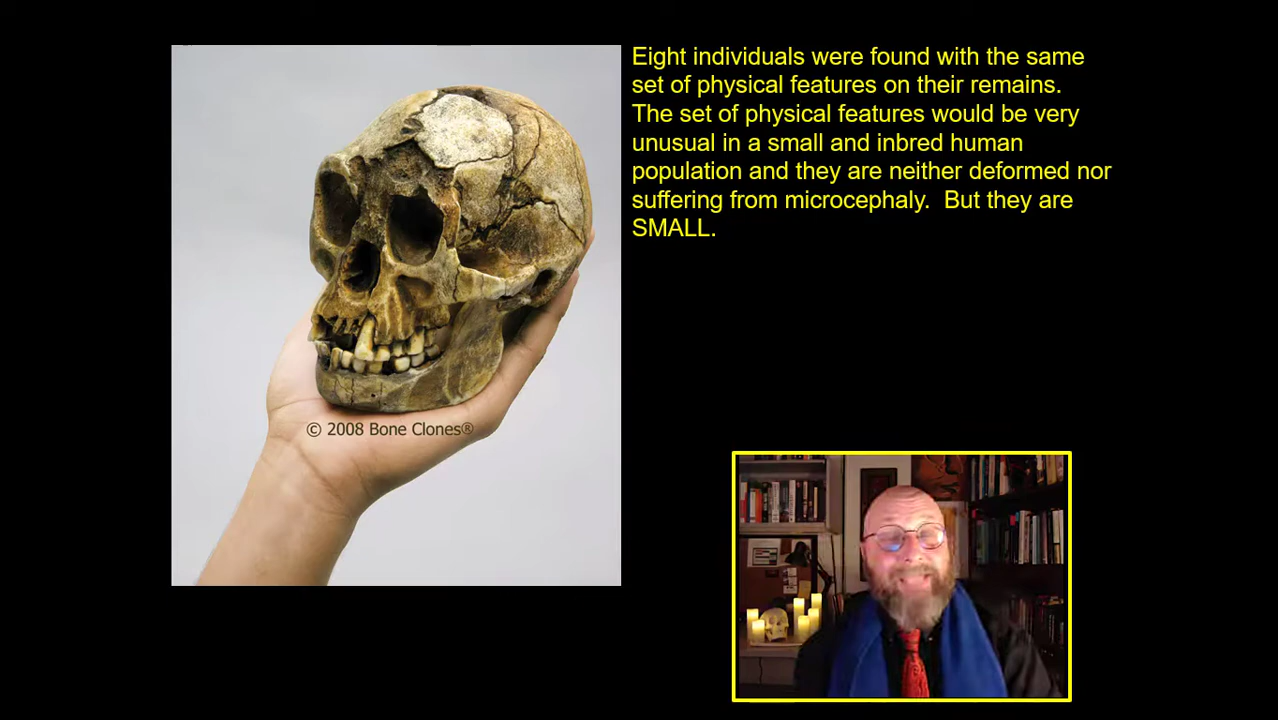 Eight individuals were found with the same
set of physical features on their remains.
The set of physical features would be very
unusual in a small and inbred human
population and they are neither deformed nor
suffering from microcephaly.  But they are
SMALL.
© 2008 Bone Clones®